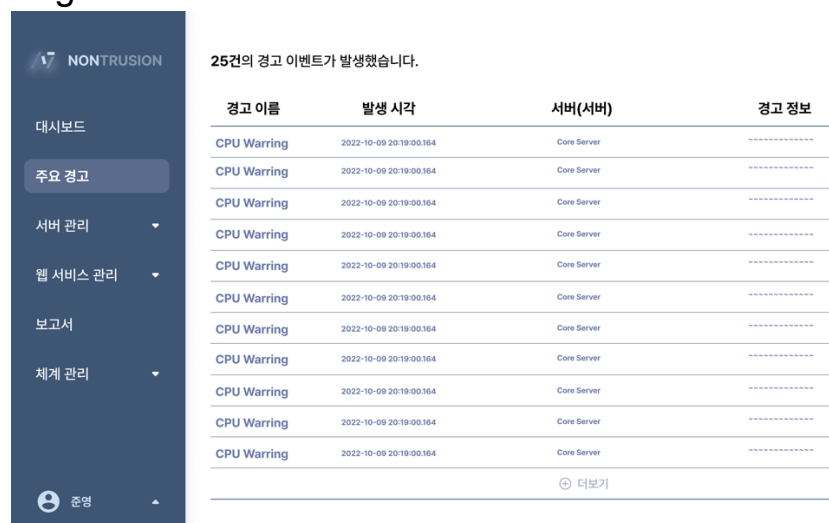 NONTRUSION
대시보드
주요 경고
서버 관리
웹 서비스 관리
보고서
체계 관리
준영
25건의 경고 이벤트가 발생했습니다.
경고 이름 발생 시각 서버(서버) 경고 정보
CPU Warring 2022-10-09 20:19:00.164 Core Server -------------
CPU Warring 2022-10-09 20:19:00.164 Core Server -------------
CPU Warring 2022-10-09 20:19:00.164 Core Server -------------
CPU Warring 2022-10-09 20:19:00.164 Core Server -------------
CPU Warring 2022-10-09 20:19:00.164 Core Server -------------
CPU Warring 2022-10-09 20:19:00.164 Core Server -------------
CPU Warring 2022-10-09 20:19:00.164 Core Server -------------
CPU Warring 2022-10-09 20:19:00.164 Core Server -------------
CPU Warring 2022-10-09 20:19:00.164 Core Server -------------
CPU Warring 2022-10-09 20:19:00.164 Core Server -------------
CPU Warring 2022-10-09 20:19:00.164 Core Server -------------
더보기